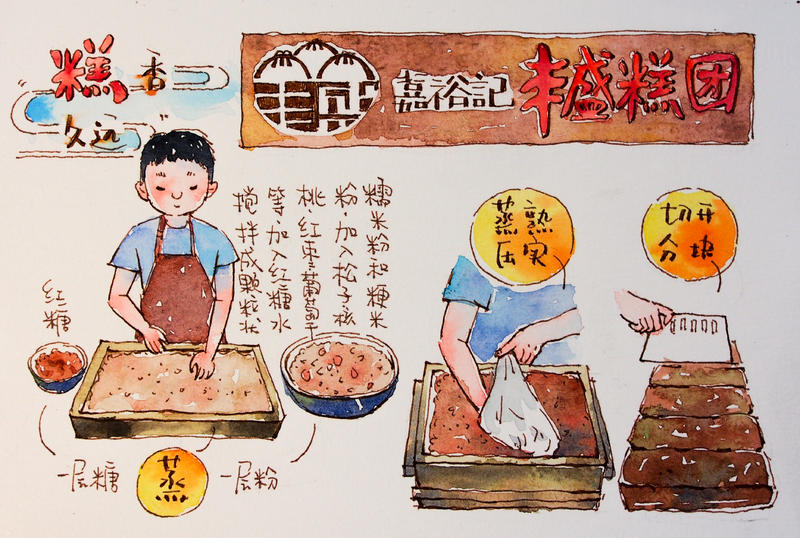 糕香
久远
嘉裕記
丰盛糕团
糯米粉和粳米
粉,加入松子、核
桃、红枣、葡萄干
等,加入红糖水
搅拌成颗粒状
红糖
一层糖
蒸
一层粉
蒸熟
压实
切开
分块